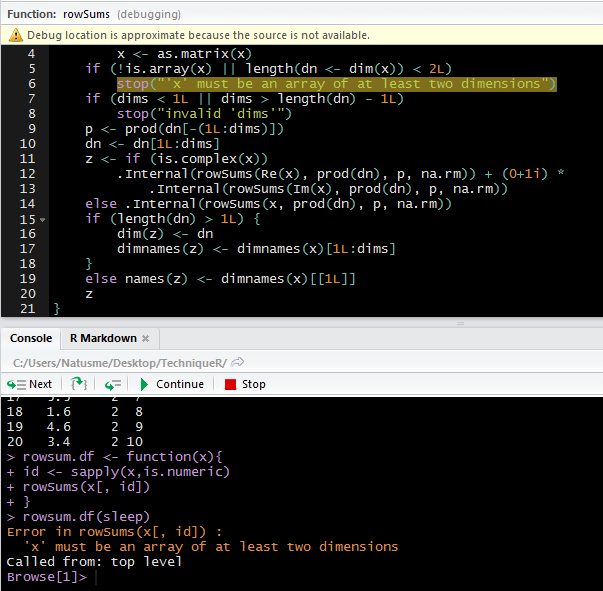 Function: rowSums (debugging)
Debug location is approximate because the source is not available.
4 x <- as.matrix(x)
5 if (!is.array(x) || length(dn <- dim(x)) < 2L)
6 stop("'x' must be an array of at least two dimensions")
7 if (dims < 1L || dims > length(dn) - 1L)
8 stop("invalid 'dims'")
9 p <- prod(dn[-(1L:dims)])
10 dn <- dn[1L:dims]
11 z <- if (is.complex(x))
12 .Internal(rowSums(Re(x), prod(dn), p, na.rm)) + (0+1i) *
13 .Internal(rowSums(Im(x), prod(dn), p, na.rm))
14 else .Internal(rowSums(x, prod(dn), p, na.rm))
15 if (length(dn) > 1L) {
16 dim(z) <- dn
17 dimnames(z) <- dimnames(x)[1L:dims]
18 }
19 else names(z) <- dimnames(x)[[1L]]
20 z
21 }
Console R Markdown
C:/Users/Natusme/Desktop/TechniqueR/
Next Continue Stop
18 1.6 2 8
19 4.6 2 9
20 3.4 2 10
> rowsum.df <- function(x){
+ id <- sapply(x,is.numeric)
+ rowSums(x[, id])
+ }
> rowsum.df(sleep)
Error in rowSums(x[, id]) :
'x' must be an array of at least two dimensions
Called from: top level
Browse[1]>